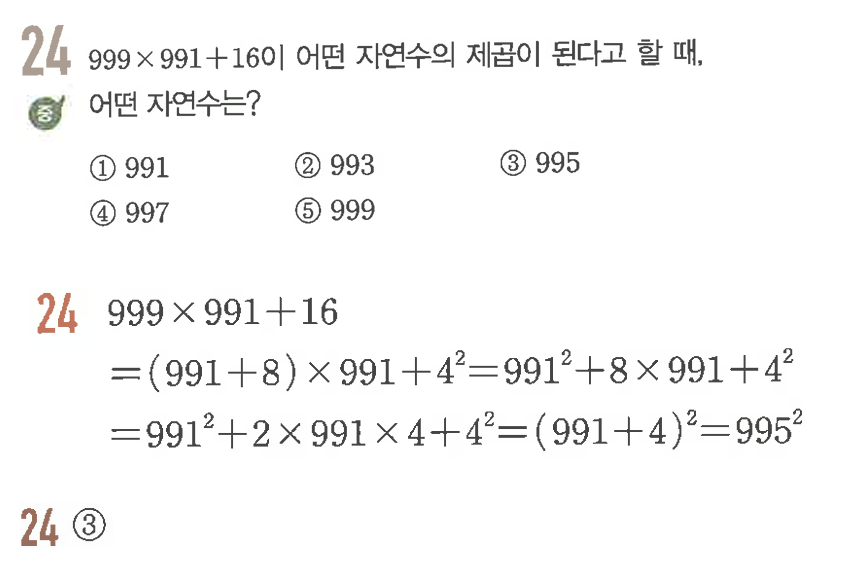 24 999×991+16이 어떤 자연수의 제곱이 된다고 할 때,
어떤 자연수는?
① 991 ② 993 ③ 995
④ 997 ⑤ 999
24 999×991+16
=(991+8)×991+4²=991²+8×991+4²
=991²+2×991×4+4²=(991+4)²=995²
24 ③